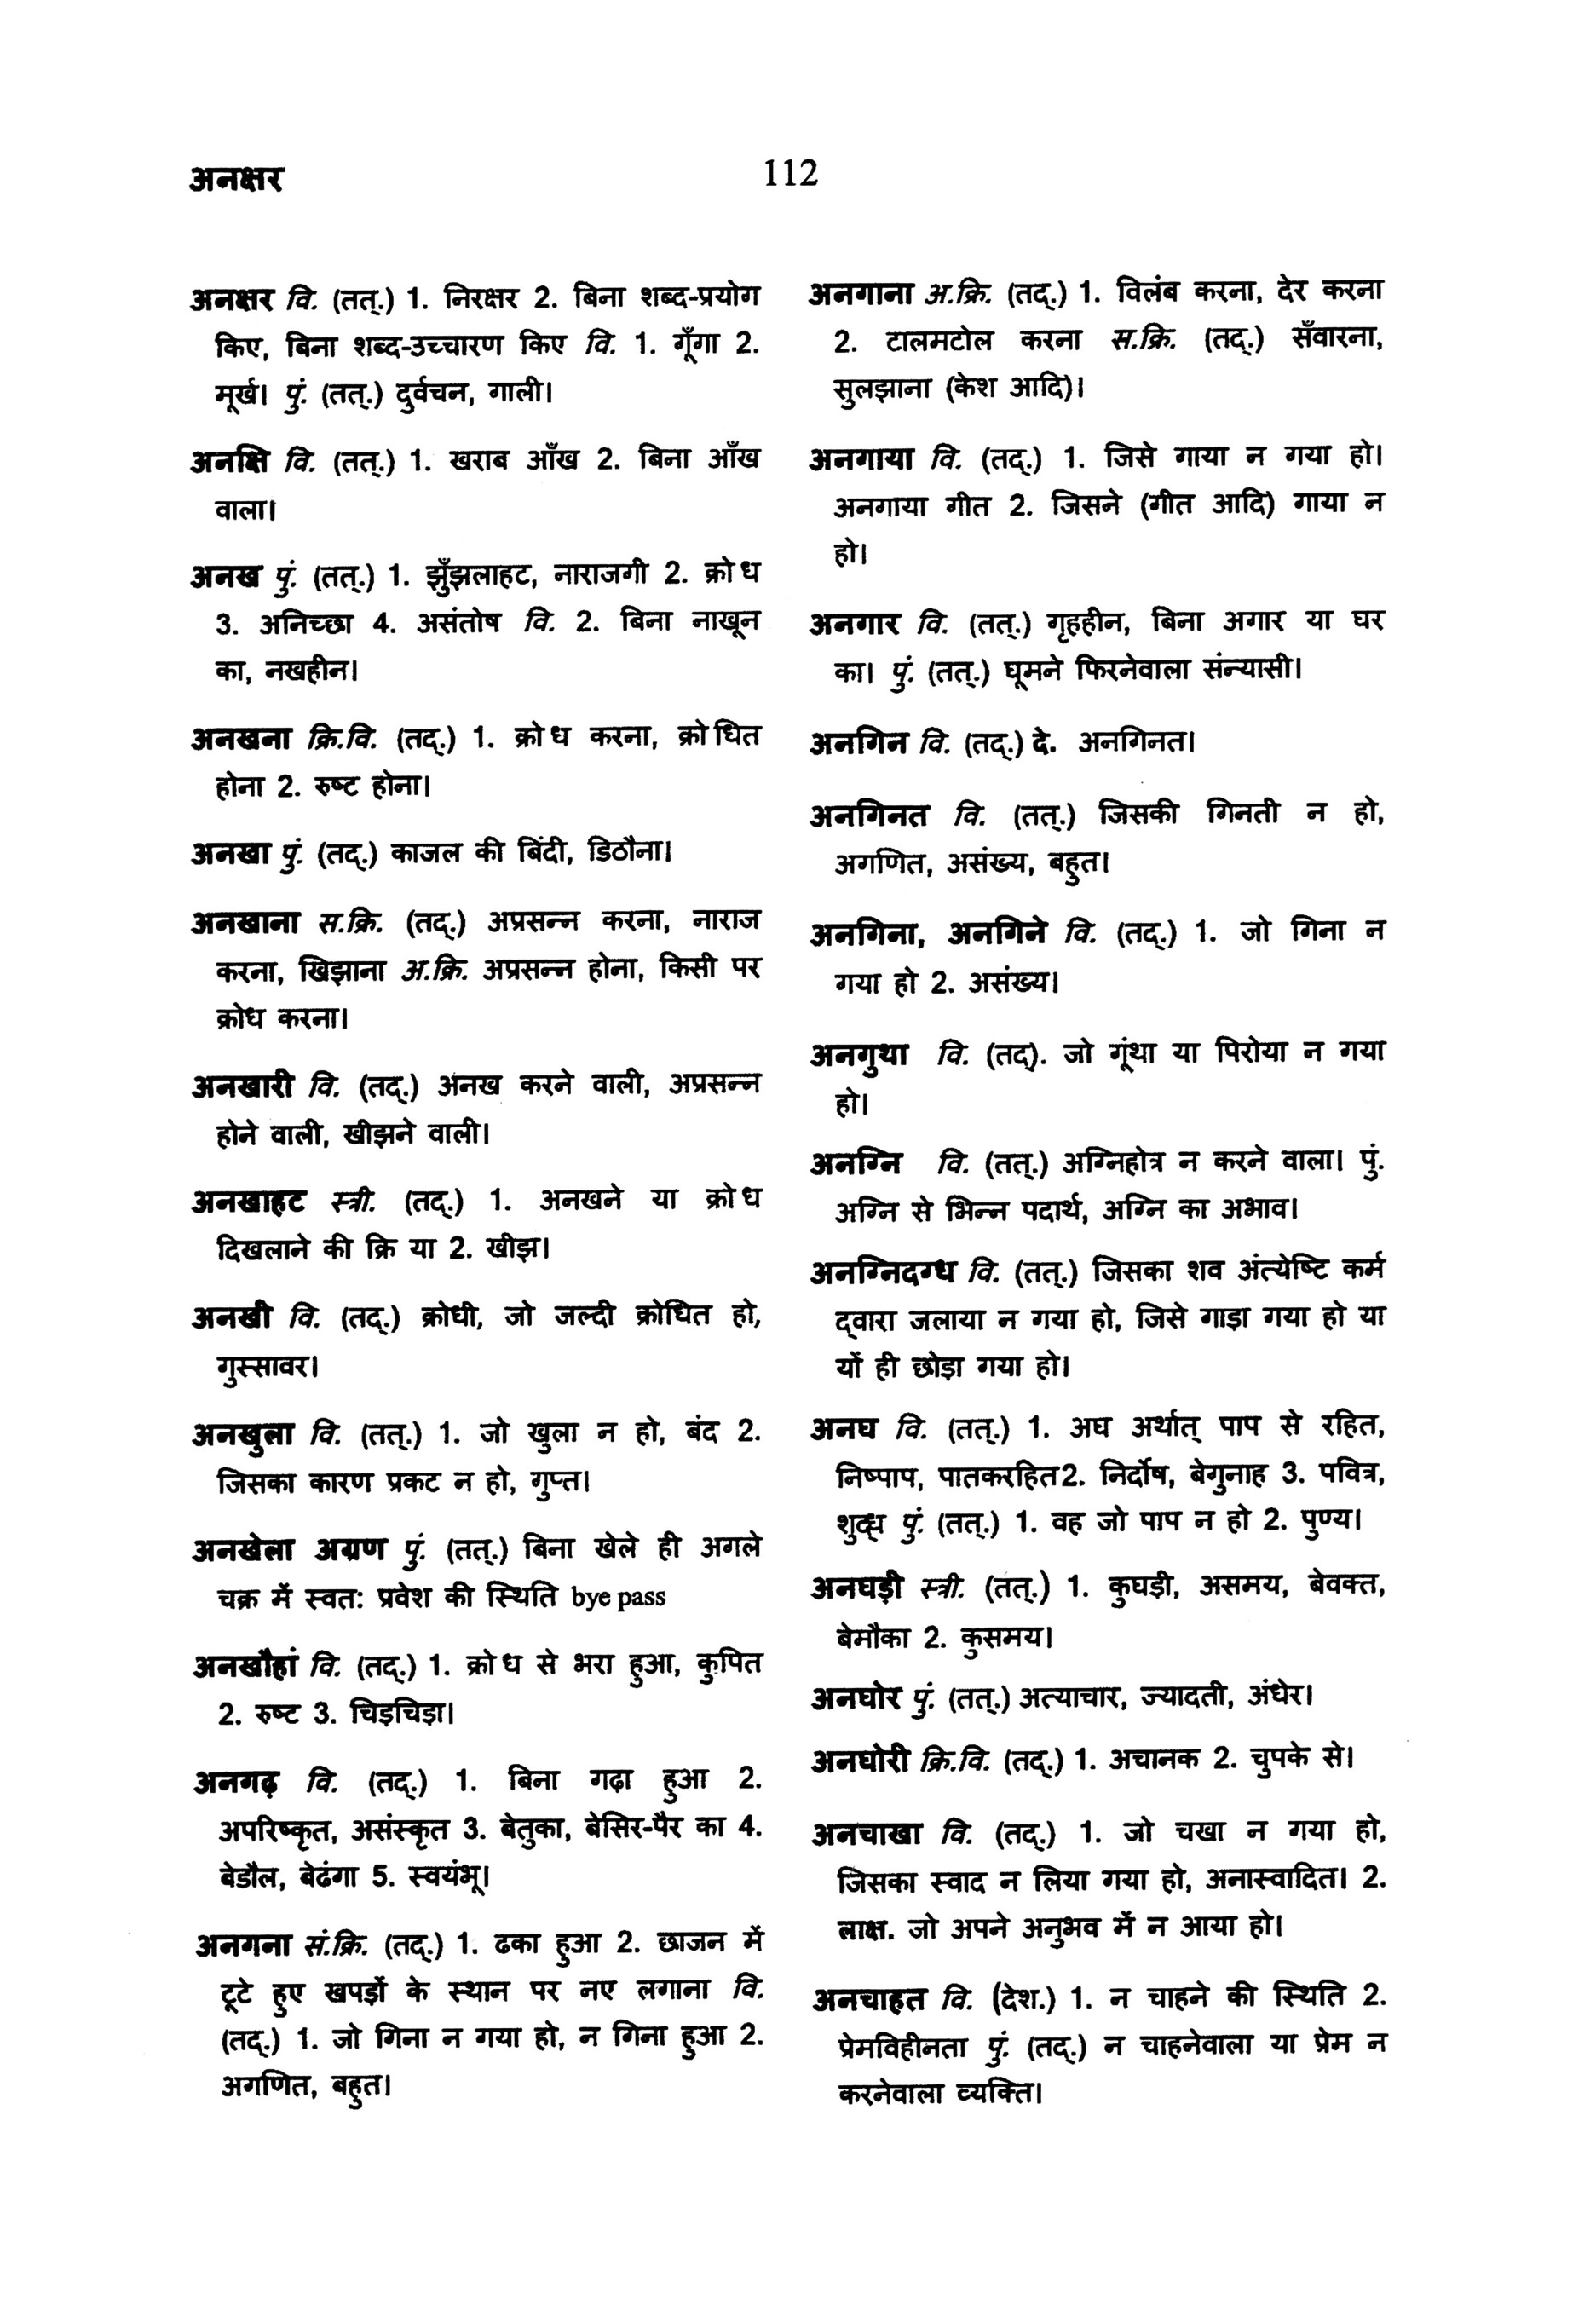 अनक्षर
112
अनक्षर वि. (तत्.) 1. निरक्षर 2. बिना शब्द-प्रयोग
किए, बिना शब्द-उच्चारण किए वि. 1. गूँगा 2.
मूर्ख। पुं. (तत्.) दुर्वचन, गाली।
अनक्षि वि. (तत्.) 1. खराब आँख 2. बिना आँख
वाला।
अनख पुं. (तत्.) 1. झुँझलाहट, नाराजगी 2. क्रोध
3. अनिच्छा 4. असंतोष वि. 2. बिना नाखून
का, नखहीन।
अनखना क्रि.वि. (तद्.) 1. क्रोध करना, क्रोधित
होना 2. रुष्ट होना।
अनखा पुं. (तद्.) काजल की बिंदी, डिठौना।
अनखाना स.क्रि. (तद्.) अप्रसन्न करना, नाराज
करना, खिझाना अ.क्रि. अप्रसन्न होना, किसी पर
क्रोध करना।
अनखारी वि. (तद्.) अनख करने वाली, अप्रसन्न
होने वाली, खीझने वाली।
अनखाहट स्त्री. (तद्.) 1. अनखने या क्रोध
दिखलाने की क्रि या 2. खीझ।
अनखी वि. (तद्.) क्रोधी, जो जल्दी क्रोधित हो,
गुस्सावर।
अनखुला वि. (तत्.) 1. जो खुला न हो, बंद 2.
जिसका कारण प्रकट न हो, गुप्त।
अनखेला अग्रण पुं. (तत्.) बिना खेले ही अगले
चक्र में स्वत: प्रवेश की स्थिति bye pass
अनखौहां वि. (तद्.) 1. क्रोध से भरा हुआ, कुपित
2. रुष्ट 3. चिड़चिड़ा।
अनगढ़ वि. (तद्.) 1. बिना गढ़ा हुआ 2.
अपरिष्कृत, असंस्कृत 3. बेतुका, बेसिर-पैर का 4.
बेडौल, बेढंगा 5. स्वयंभू।
अनगना सं.क्रि. (तद्.) 1. ढका हुआ 2. छाजन में
टूटे हुए खपड़ों के स्थान पर नए लगाना वि.
(तद्.) 1. जो गिना न गया हो, न गिना हुआ 2.
अगणित, बहुत।
अनगाना अ.क्रि. (तद्.) 1. विलंब करना, देर करना
2. टालमटोल करना स.क्रि. (तद्.) सँवारना,
सुलझाना (केश आदि)।
अनगाया वि. (तद्.) 1. जिसे गाया न गया हो।
अनगाया गीत 2. जिसने (गीत आदि) गाया न
हो।
अनगार वि. (तत्.) गृहहीन, बिना अगार या घर
का। पुं. (तत्.) घूमने फिरनेवाला संन्यासी।
अनगिन वि. (तद्.) दे. अनगिनत।
अनगिनत वि. (तत्.) जिसकी गिनती न हो,
अगणित, असंख्य, बहुत।
अनगिना, अनगिने वि. (तद्.) 1. जो गिना न
गया हो 2. असंख्य।
अनगुथा वि. (तद्). जो गूंथा या पिरोया न गया
हो।
अनग्नि वि. (तत्.) अग्निहोत्र न करने वाला। पुं.
अग्नि से भिन्न पदार्थ, अग्नि का अभाव।
अनग्निदग्ध वि. (तत्.) जिसका शव अंत्येष्टि कर्म
द्वारा जलाया न गया हो, जिसे गाड़ा गया हो या
यों ही छोड़ा गया हो।
अनघ वि. (तत्.) 1. अघ अर्थात् पाप से रहित,
निष्पाप, पातकरहित2. निर्दोष, बेगुनाह 3. पवित्र,
शुद्ध पुं. (तत्.) 1. वह जो पाप न हो 2. पुण्य।
अनघड़ी स्त्री. (तत्.) 1. कुघड़ी, असमय, बेवक्त,
बेमौका 2. कुसमय।
अनघोर पुं. (तत्.) अत्याचार, ज्यादती, अंधेर।
अनघोरी क्रि.वि. (तद्.) 1. अचानक 2. चुपके से।
अनचाखा वि. (तद्.) 1. जो चखा न गया हो,
जिसका स्वाद न लिया गया हो, अनास्वादित। 2.
लाक्ष. जो अपने अनुभव में न आया हो।
अनचाहत वि. (देश.) 1. न चाहने की स्थिति 2.
प्रेमविहीनता पुं. (तद्.) न चाहनेवाला या प्रेम न
करनेवाला व्यक्ति।